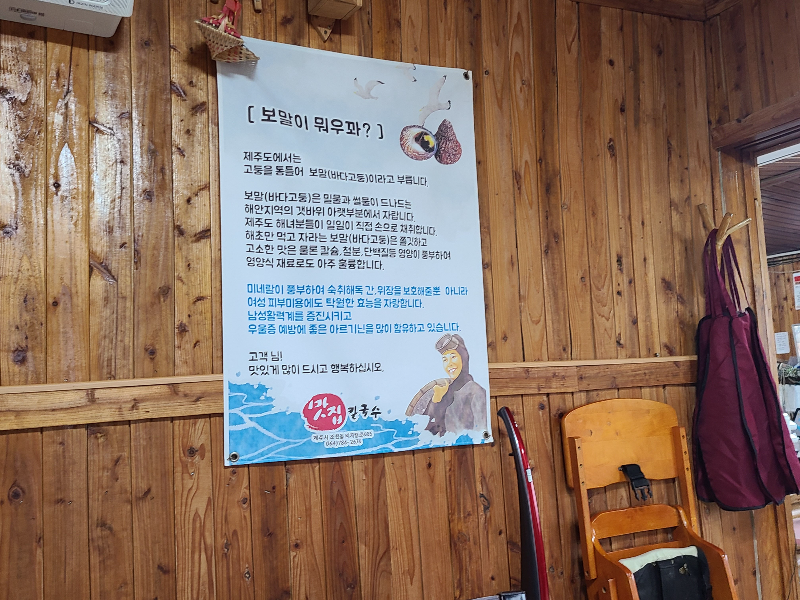 [ 보말이 뭐우꽈? ]
제주도에서는
고둥을 통틀어 보말(바다고둥)이라고 부릅니다.
보말(바다고둥)은 밀물과 썰물이 드나드는
해안지역의 갯바위 아랫부분에서 자랍니다.
제주도 해녀분들이 일일이 직접 손으로 채취합니다.
해초만 먹고 자라는 보말(바다고둥)은 쫄깃하고
고소한 맛은 물론 칼슘,철분,단백질등 영양이 풍부하여
영양식 재료로도 아주 훌륭합니다.
미네랄이 풍부하여 숙취해독 간,위장을 보호해줄뿐 아니라
여성 피부미용에도 탁월한 효능을 자랑합니다.
남성활력계를 증진시키고
우울증 예방에 좋은 아르기닌을 많이 함유하고 있습니다.
고객 님!
맛있게 많이 드시고 행복하십시오.
맛집 칼국수
제주시 조천읍